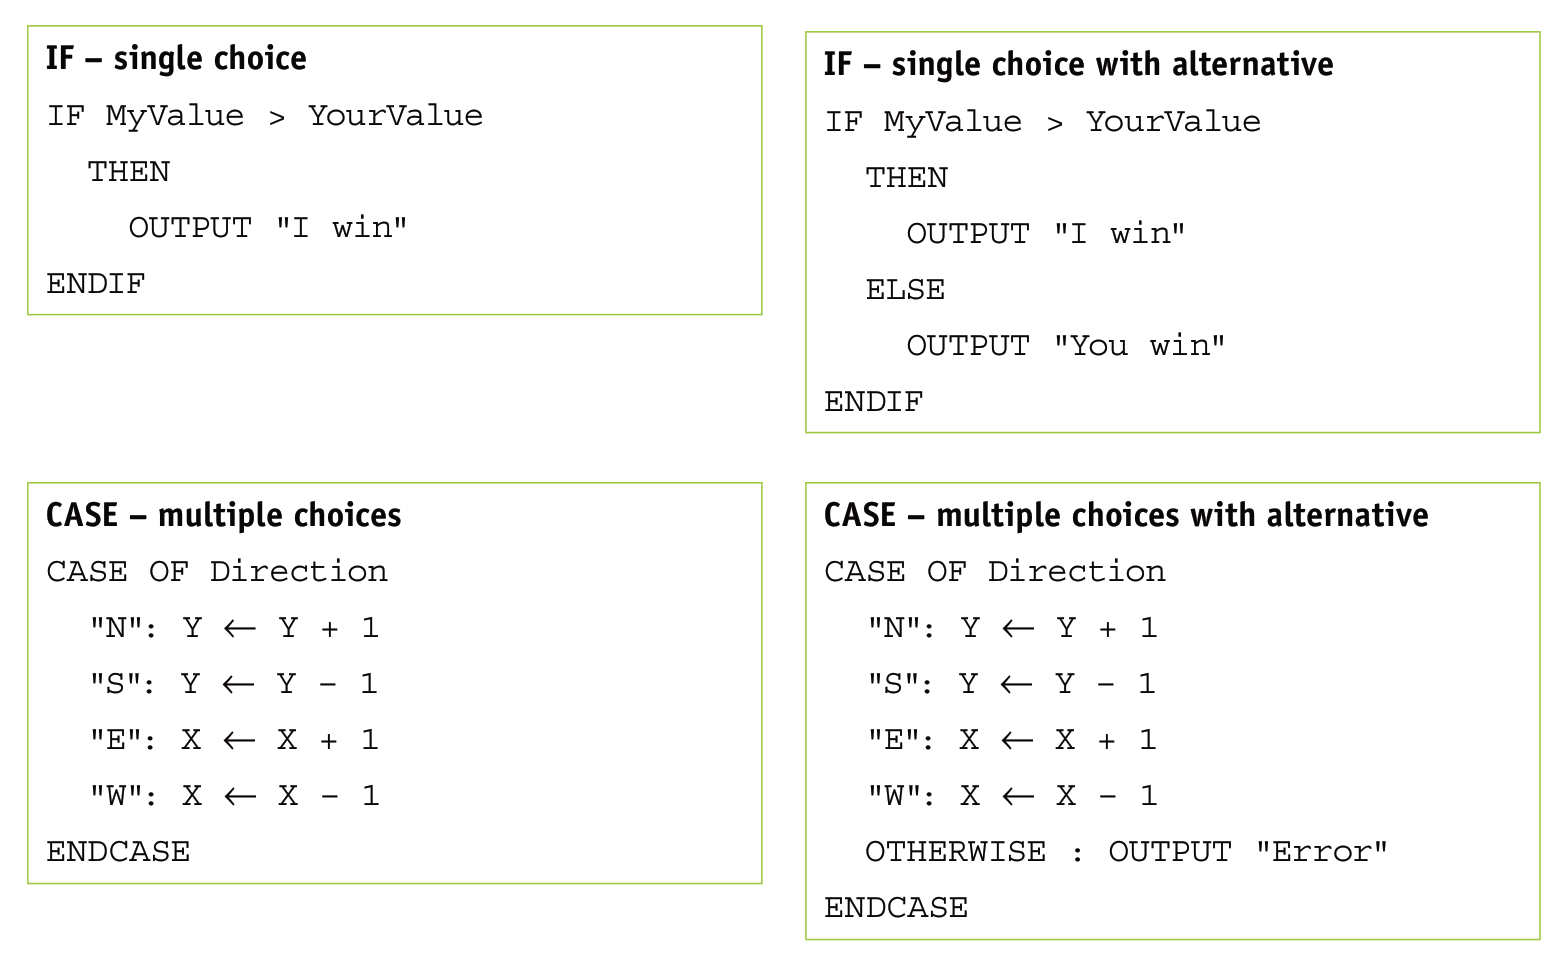 IF – single choice
IF MyValue > YourValue
  THEN
    OUTPUT "I win"
ENDIF
IF – single choice with alternative
IF MyValue > YourValue
  THEN
    OUTPUT "I win"
  ELSE
    OUTPUT "You win"
ENDIF
CASE – multiple choices
CASE OF Direction
  "N": Y ← Y + 1
  "S": Y ← Y – 1
  "E": X ← X + 1
  "W": X ← X – 1
ENDCASE
CASE – multiple choices with alternative
CASE OF Direction
  "N": Y ← Y + 1
  "S": Y ← Y – 1
  "E": X ← X + 1
  "W": X ← X – 1
  OTHERWISE : OUTPUT "Error"
ENDCASE